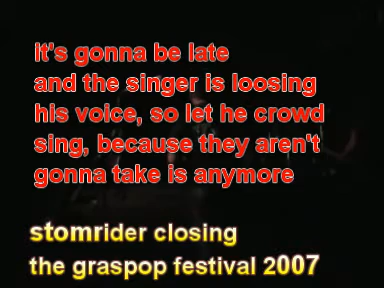 it's gonna be late
and the singer is loosing
his voice, so let he crowd
sing, because they aren't
gonna take is anymore
stomrider closing
the graspop festival 2007